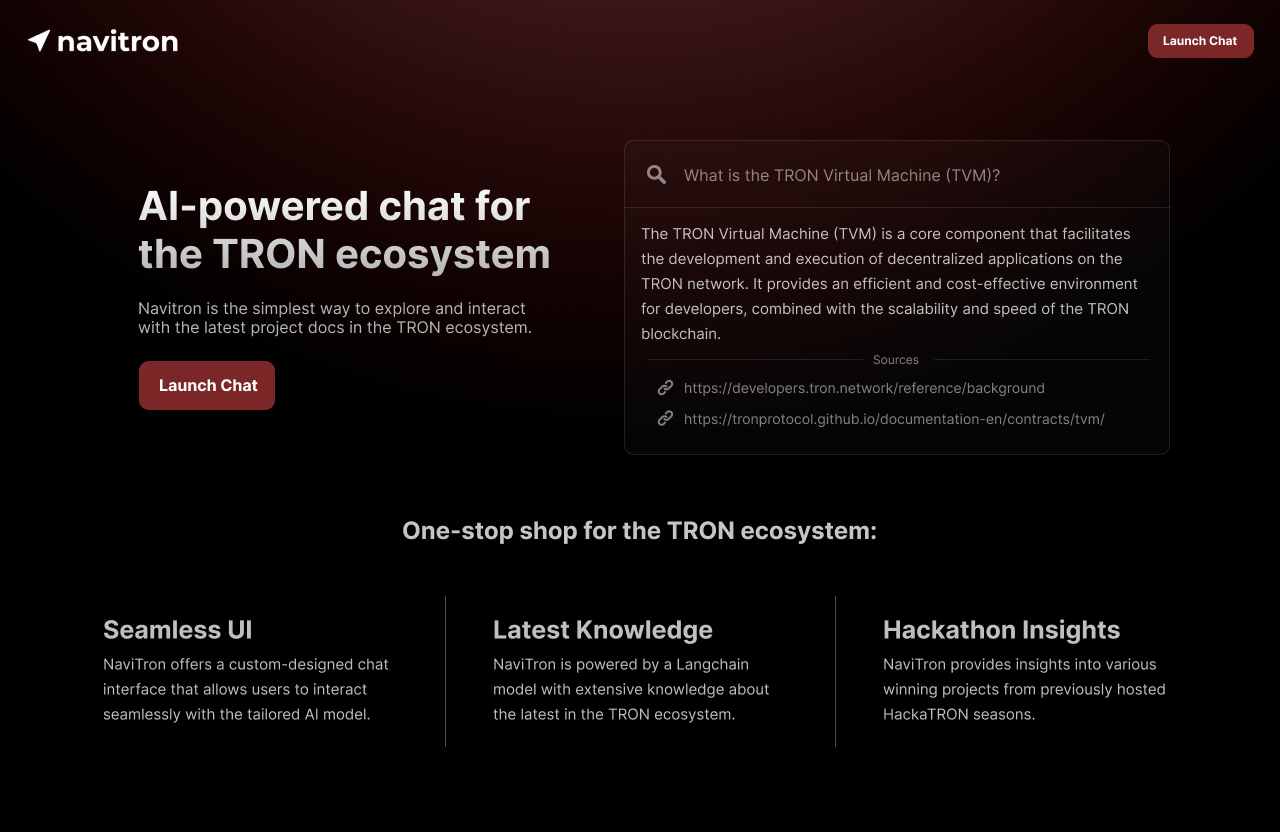 navitron
Launch Chat
AI-powered chat for
the TRON ecosystem
Navitron is the simplest way to explore and interact
with the latest project docs in the TRON ecosystem.
Launch Chat
What is the TRON Virtual Machine (TVM)?
The TRON Virtual Machine (TVM) is a core component that facilitates
the development and execution of decentralized applications on the
TRON network. It provides an efficient and cost-effective environment
for developers, combined with the scalability and speed of the TRON
blockchain.
Sources
https://developers.tron.network/reference/background
https://tronprotocol.github.io/documentation-en/contracts/tvm/
One-stop shop for the TRON ecosystem:
Seamless UI
NaviTron offers a custom-designed chat
interface that allows users to interact
seamlessly with the tailored AI model.
Latest Knowledge
NaviTron is powered by a Langchain
model with extensive knowledge about
the latest in the TRON ecosystem.
Hackathon Insights
NaviTron provides insights into various
winning projects from previously hosted
HackaTRON seasons.